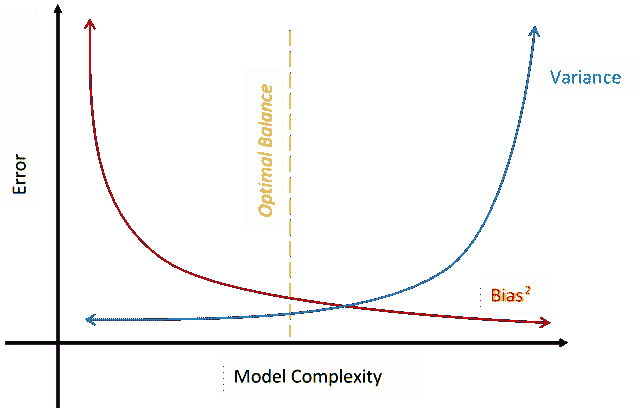 Error
Optimal Balance
Variance
Bias²
Model Complexity